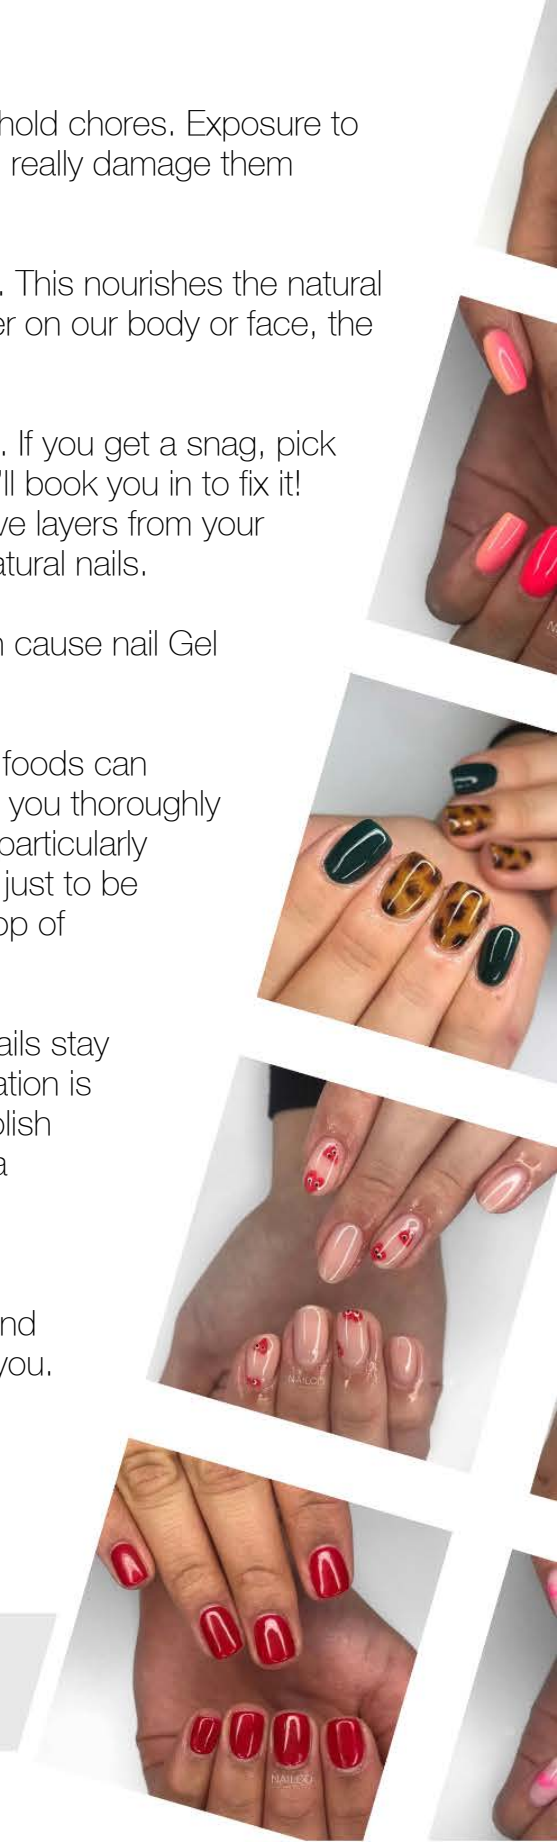 hold chores. Exposure to
really damage them
. This nourishes the natural
er on our body or face, the
. If you get a snag, pick
'll book you in to fix it!
ve layers from your
atural nails.
n cause nail Gel
foods can
you thoroughly
particularly
just to be
op of
ails stay
ation is
olish
a
nd
you.
NAILCO
NAILCO